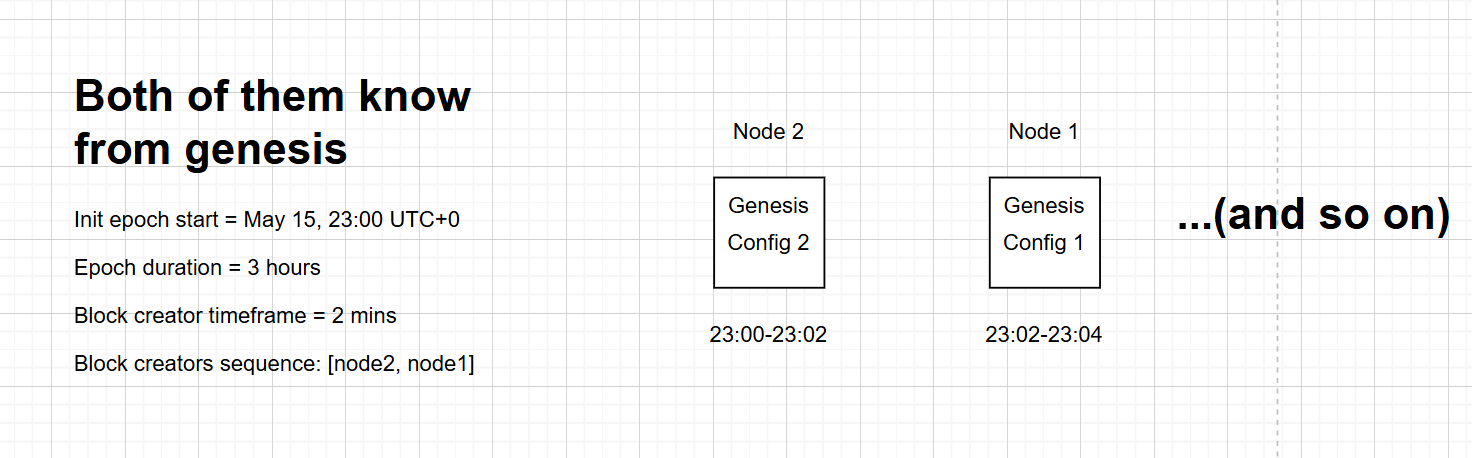 Both of them know
from genesis
Init epoch start = May 15, 23:00 UTC+0
Epoch duration = 3 hours
Block creator timeframe = 2 mins
Block creators sequence: [node2, node1]
Node 2
Genesis
Config 2
23:00-23:02
Node 1
Genesis
Config 1
23:02-23:04
...(and so on)